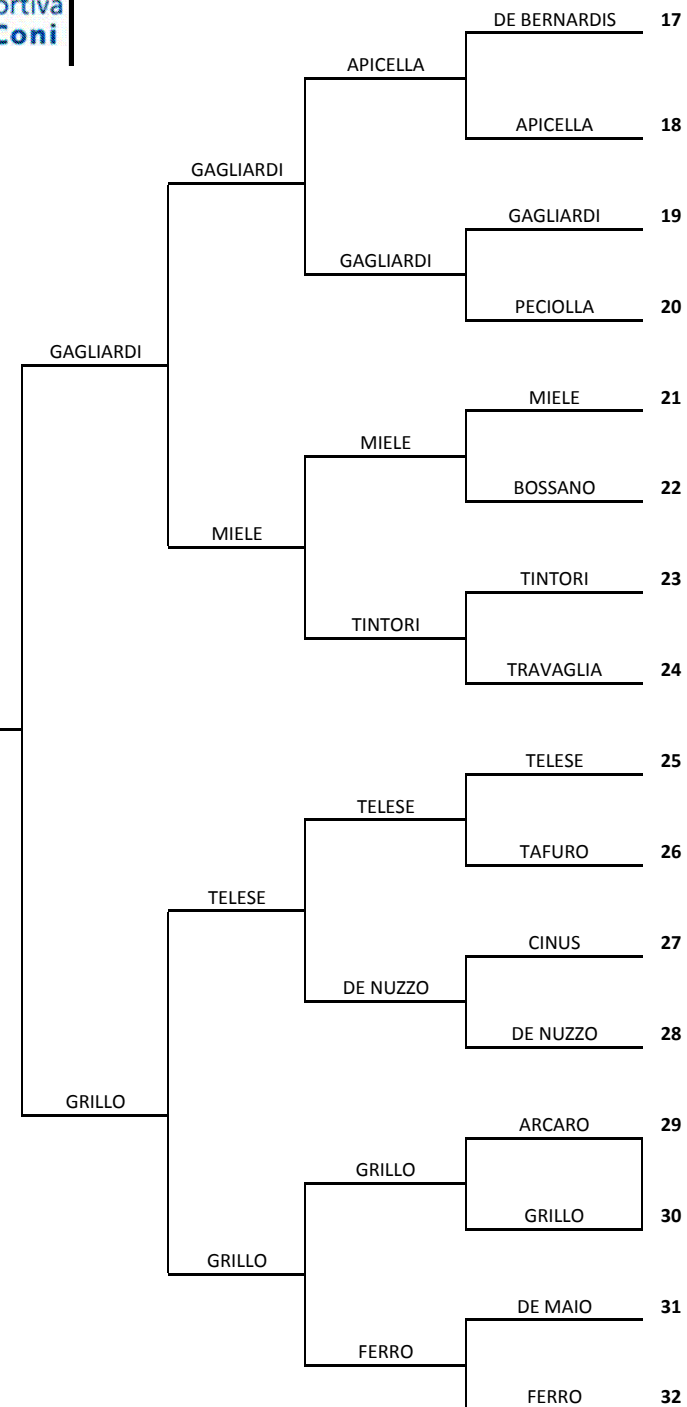 ortiva
Coni
DE BERNARDIS 17
APICELLA
APICELLA 18
GAGLIARDI
GAGLIARDI 19
GAGLIARDI
PECIOLLA 20
GAGLIARDI
MIELE 21
MIELE
BOSSANO 22
MIELE
TINTORI 23
TINTORI
TRAVAGLIA 24
TELESE 25
TELESE
TAFURO 26
TELESE
CINUS 27
DE NUZZO
DE NUZZO 28
GRILLO
ARCARO 29
GRILLO
GRILLO 30
GRILLO
DE MAIO 31
FERRO
FERRO 32